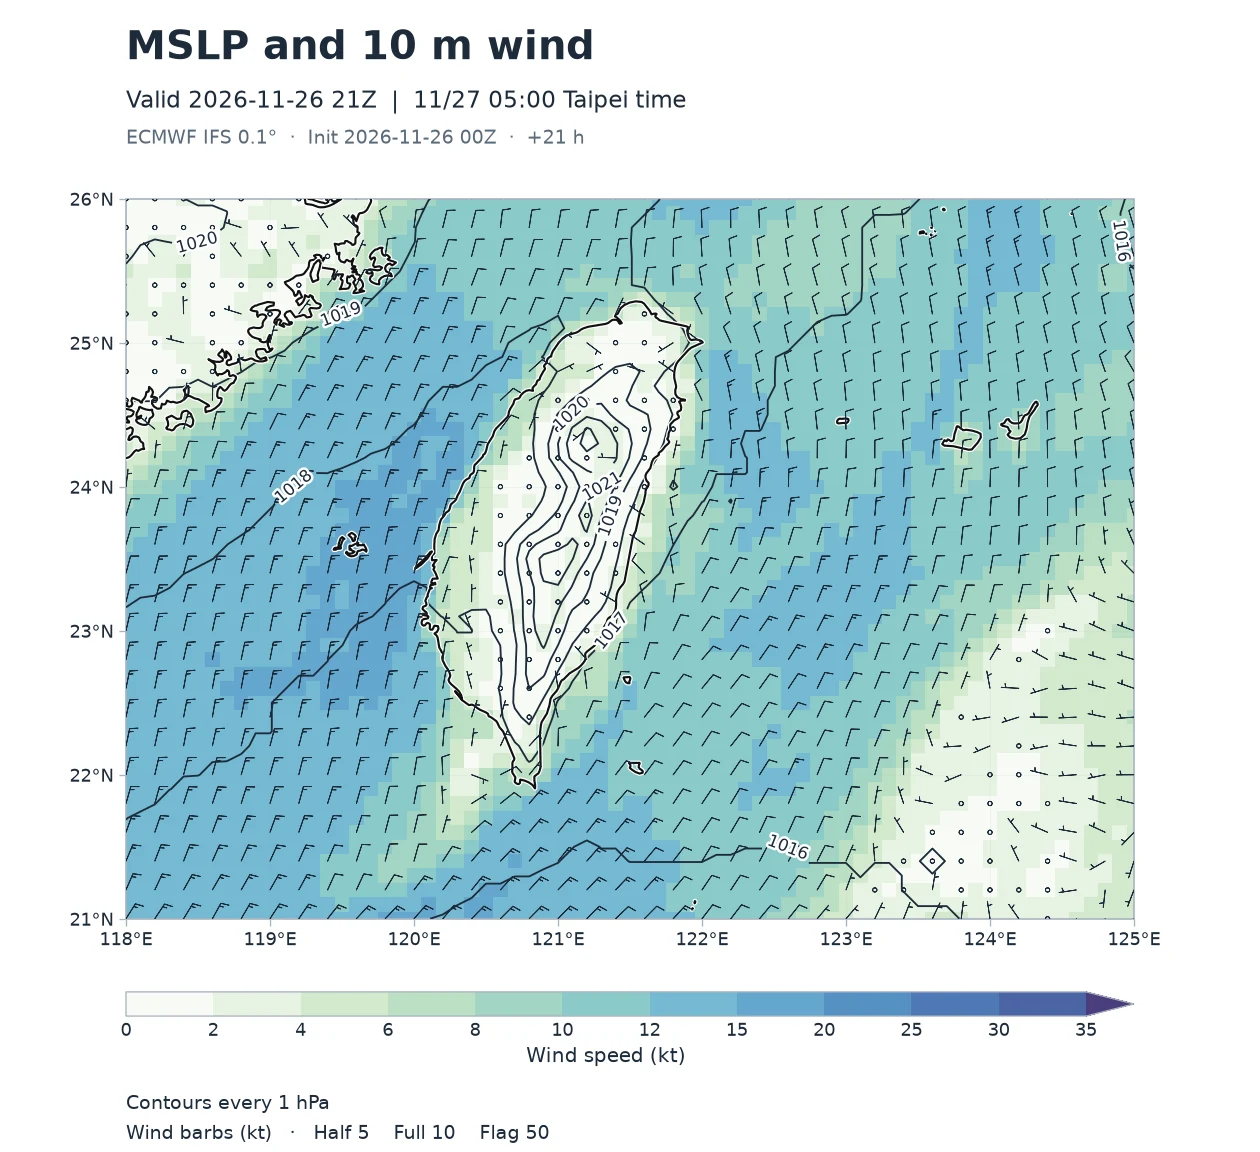 MSLP and 10 m wind
Valid 2026-11-26 21Z | 11/27 05:00 Taipei time
ECMWF IFS 0.1° · Init 2026-11-26 00Z · +21 h
26°N
25°N
24°N
23°N
22°N
21°N
1020
1019
1016
1020
1018
1021
1019
1017
1016
118°E 119°E 120°E 121°E 122°E 123°E 124°E 125°E
0 2 4 6 8 10 12 15 20 25 30 35
Wind speed (kt)
Contours every 1 hPa
Wind barbs (kt) · Half 5 Full 10 Flag 50